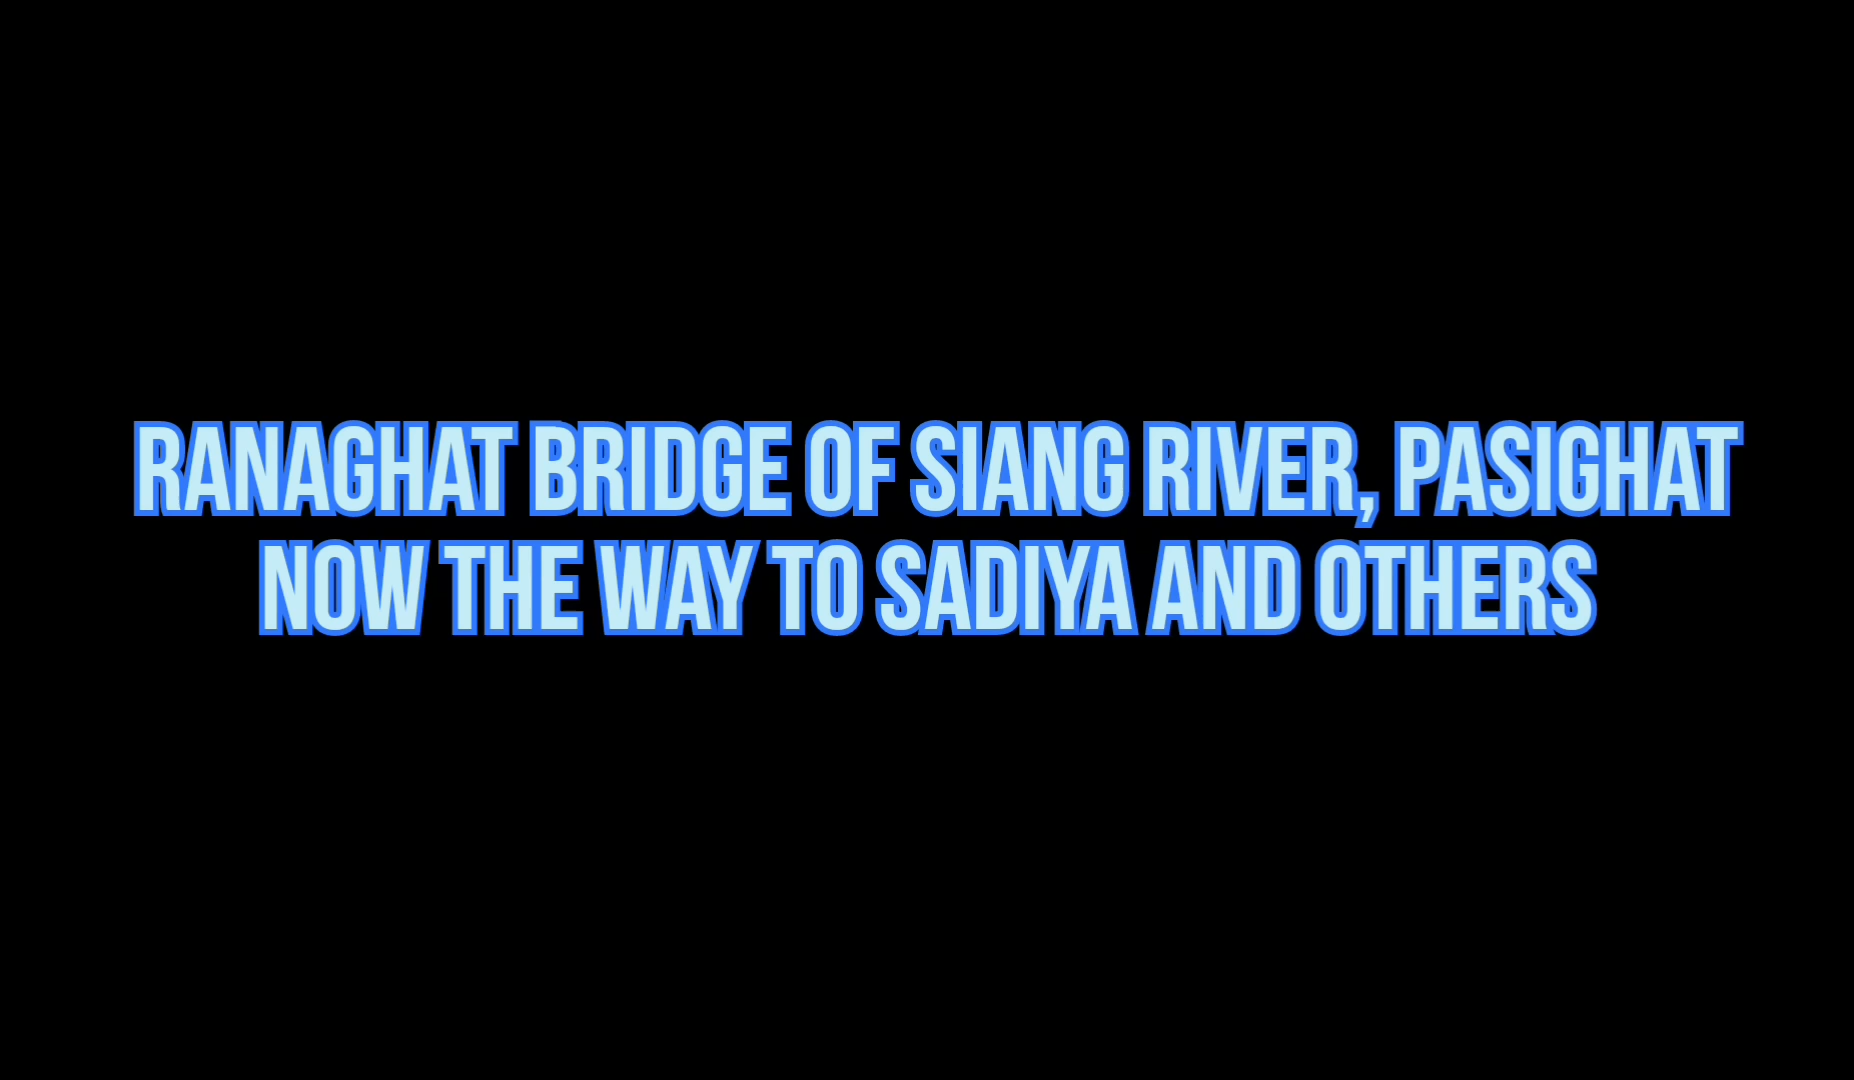 RANAGHAT BRIDGE OF SIANG RIVER, PASIGHAT
NOW THE WAY TO SADIYA AND OTHERS